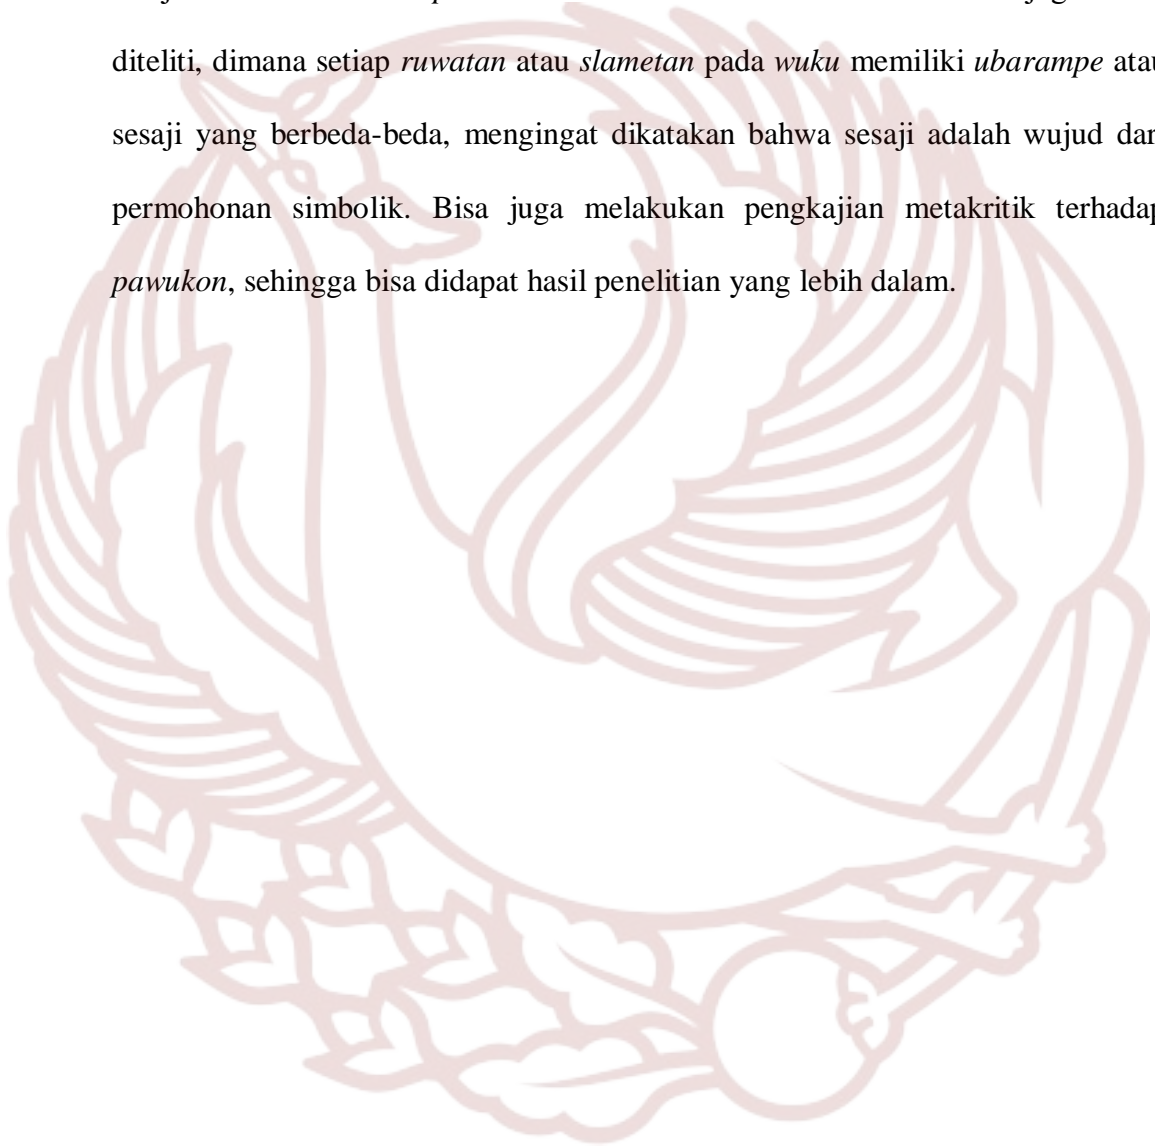 diteliti, dimana setiap ruwatan atau slametan pada wuku memiliki ubarampe atau
sesaji yang berbeda-beda, mengingat dikatakan bahwa sesaji adalah wujud dar
permohonan simbolik. Bisa juga melakukan pengkajian metakritik terhadap
pawukon, sehingga bisa didapat hasil penelitian yang lebih dalam.